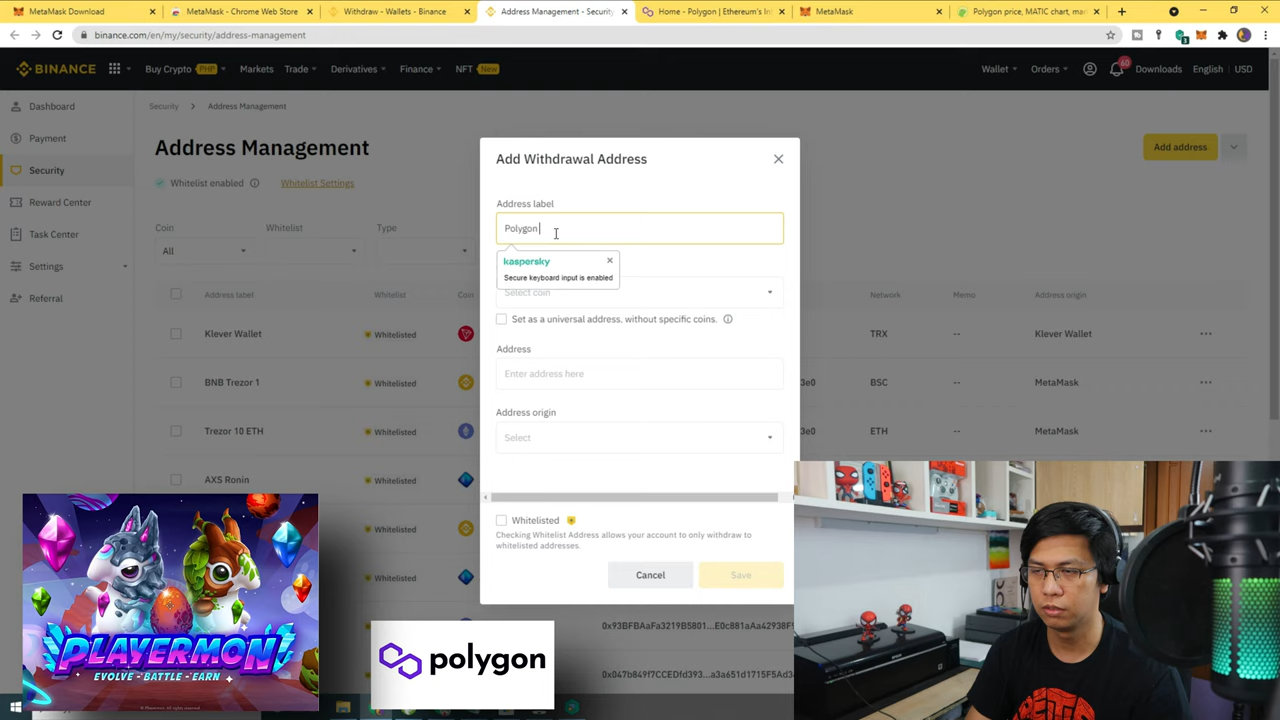 MetaMask Download
MetaMask - Chrome Web Store
Withdraw - Wallets - Binance
Address Management - Security
Home - Polygon | Ethereum's In
MetaMask
Polygon price, MATIC chart, ma
binance.com/en/my/security/address-management
BINANCE
Buy Crypto PHP
Markets
Trade
Derivatives
Finance
NFT New
Wallet
Orders
60
Downloads
English
USD
Dashboard
Payment
Security
Reward Center
Task Center
Settings
Referral
Security > Address Management
Address Management
Add address
Whitelist enabled
Whitelist Settings
Coin
Whitelist
Type
All
Address label
Whitelist
Coin
Network
Memo
Address origin
Klever Wallet
Whitelisted
TRX
--
Klever Wallet
BNB Trezor 1
Whitelisted
3e0
BSC
--
MetaMask
Trezor 10 ETH
Whitelisted
3e0
ETH
--
MetaMask
AXS Ronin
Whitelisted
Whitelisted
Whitelisted
Add Withdrawal Address
Address label
Polygon
kaspersky
Secure keyboard input is enabled
Select coin
Set as a universal address, without specific coins.
Address
Enter address here
Address origin
Select
Whitelisted
Checking Whitelist Address allows your account to only withdraw to
whitelisted addresses.
Cancel
Save
PLAYERMON
EVOLVE - BATTLE - EARN
polygon